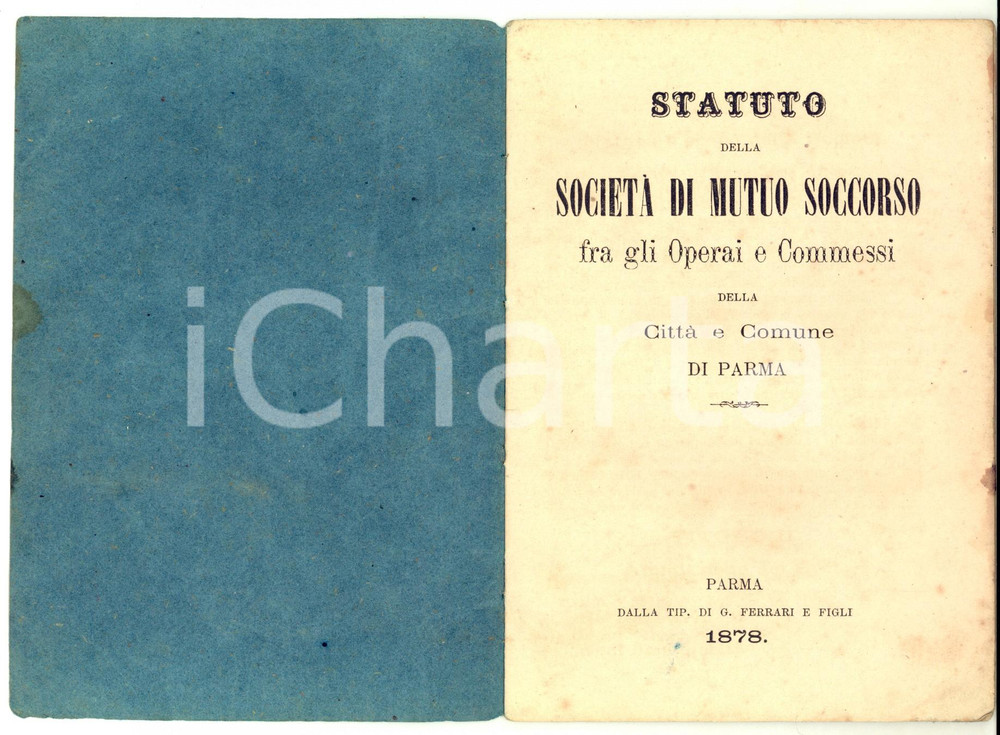 STATUTO
DELLA
SOCIETÀ DI MUTUO SOCCORSO
fra gli Operai e Commessi
DELLA
Città e Comune
DI PARMA
iCharta
PARMA
DALLA TIP. DI G. FERRARI E FIGLI
1878.